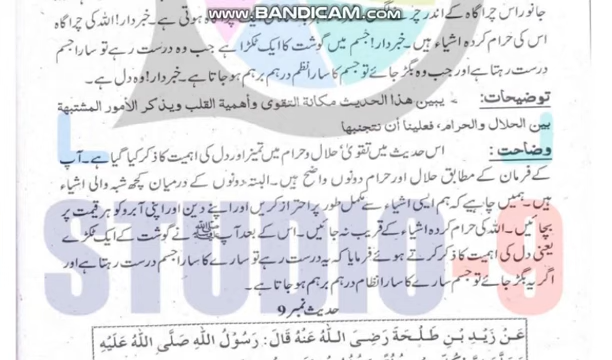 www.BANDICAM.com
جانور اس چراگاہ کے اندر چر ہوتی ہے۔ خبردار! اللہ کی چراگاہ
اس کی حرام کردہ اشیاء ہیں۔ خبردار! جسم میں گوشت کا ایک ٹکڑا ہے جب وہ درست رہے تو سارا جسم
درست رہتا ہے اور جب وہ بگڑ جائے تو جسم کا سارا نظم درہم برہم ہو جاتا ہے۔ خبردار! وہ دل ہے۔
توضیحات: يبين هذا الحديث مكانة التقوى وأهمية القلب ويذكر الأمور المشتبهة
بين الحلال والحرام، فعلينا أن نتجنبها
وضاحت: اس حدیث میں تقویٰ، حلال و حرام میں تمیز اور دل کی اہمیت کا ذکر کیا گیا ہے۔ آپ
کے فرمان کے مطابق حلال اور حرام دونوں واضح ہیں۔ البتہ دونوں کے درمیان کچھ شبہ والی اشیاء
ہیں۔ ہمیں چاہیے کہ ہم ایسی اشیاء سے مکمل طور پر احتراز کریں اور اپنے دین اور اپنی آبرو کو ہر قیمت پر
بچائیں۔ اللہ کی حرام کردہ اشیاء کے قریب نہ جائیں۔ اس کے بعد آپ ﷺ نے گوشت کے ایک ٹکڑے
یعنی دل کی اہمیت کا ذکر کرتے ہوئے فرمایا کہ یہ درست رہے تو سارے کا سارا جسم درست رہتا ہے اور
اگر یہ بگڑ جائے تو جسم سارے کا سارا نظام درہم برہم ہو جاتا ہے۔
STUDIO-9
حدیث نمبر 9
عَنْ زَيْدِ بْنِ طَلْحَةَ رَضِيَ اللهُ عَنْهُ قَالَ: رَسُوْلُ اللهِ صَلَّى اللهُ عَلَيْهِ